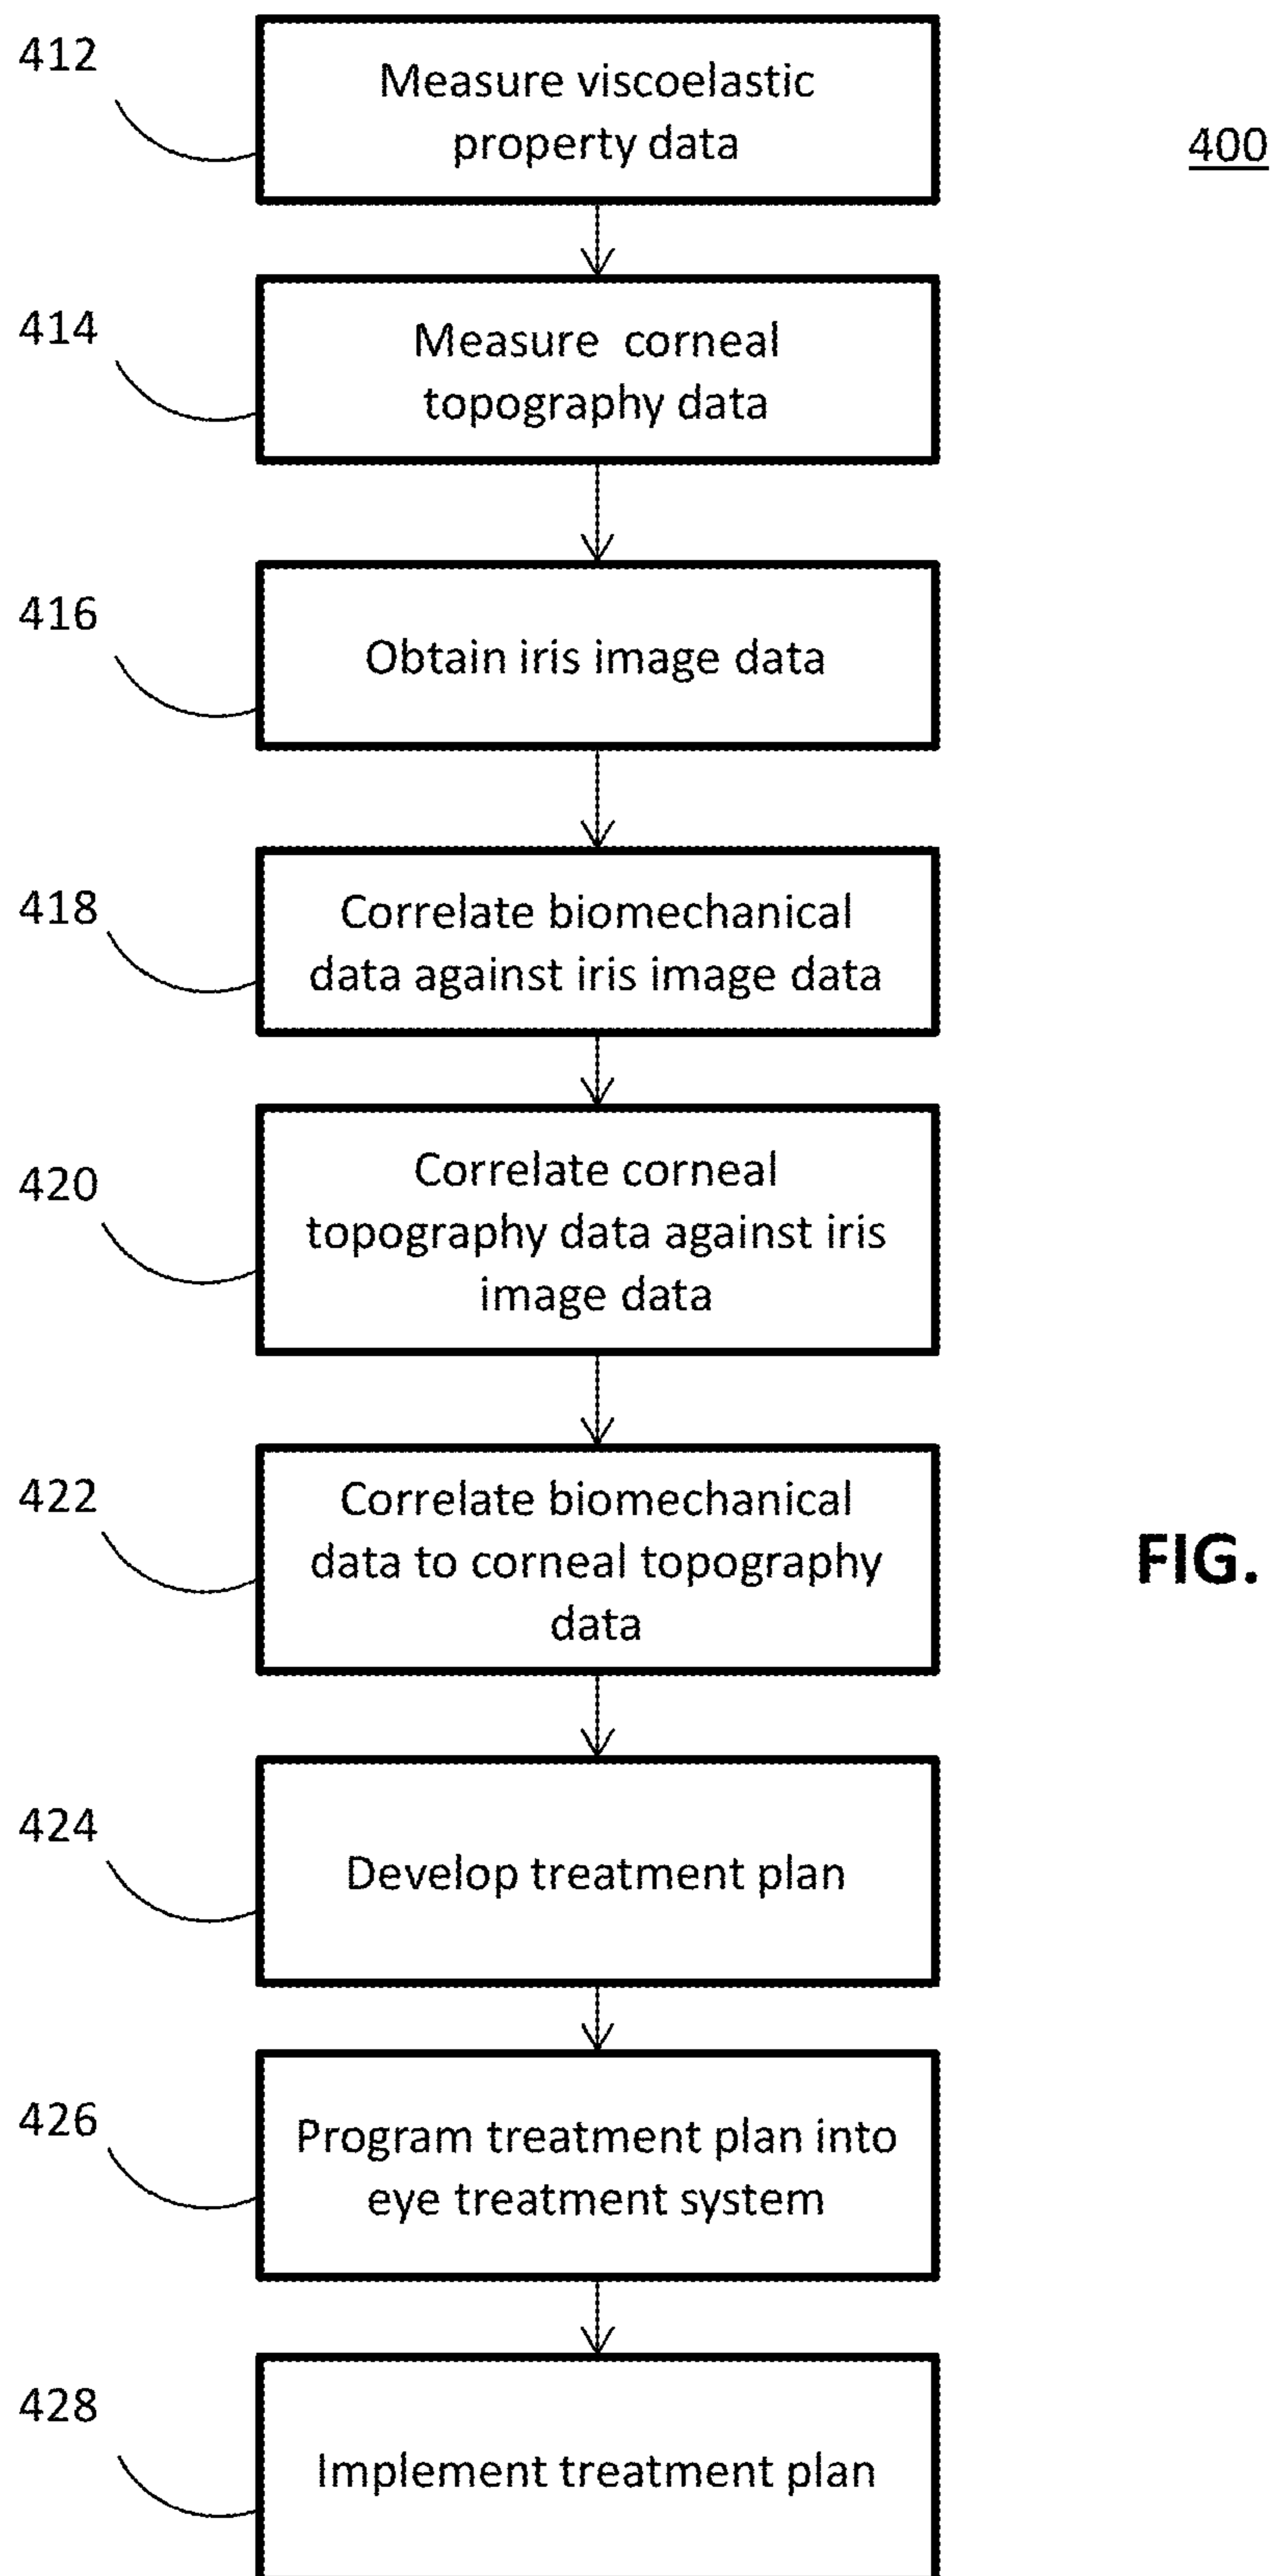 412
Measure viscoelastic
property data
400
414
Measure corneal
topography data
416
Obtain iris image data
418
Correlate biomechanical
data against iris image data
420
Correlate corneal
topography data against iris
image data
422
Correlate biomechanical
data to corneal topography
data
FIG.
424
Develop treatment plan
426
Program treatment plan into
eye treatment system
428
Implement treatment plan